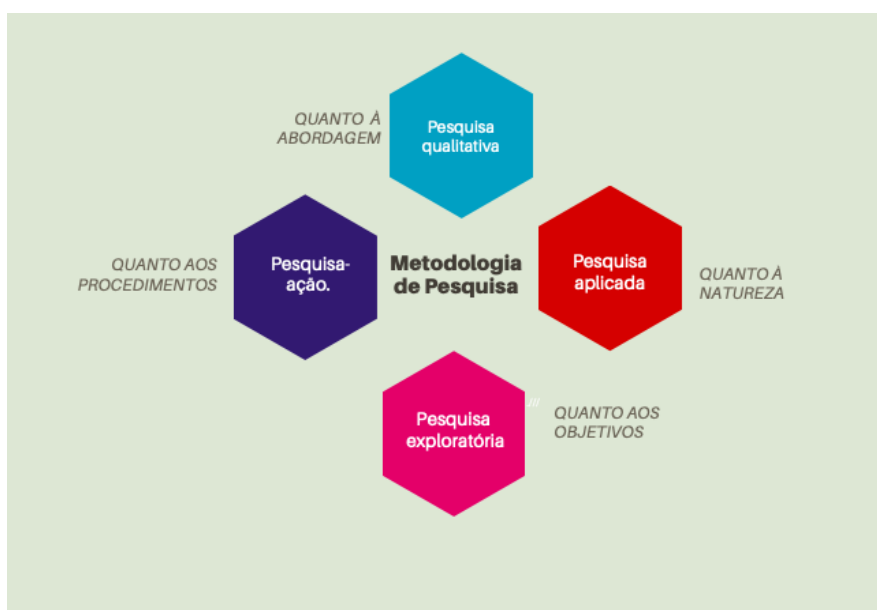 QUANTO À
ABORDAGEM
Pesquisa
qualitativa
QUANTO AOS
PROCEDIMENTOS
Pesquisa-
ação.
Metodologia
de Pesquisa
Pesquisa
aplicada
QUANTO À
NATUREZA
Pesquisa
exploratória
QUANTO AOS
OBJETIVOS